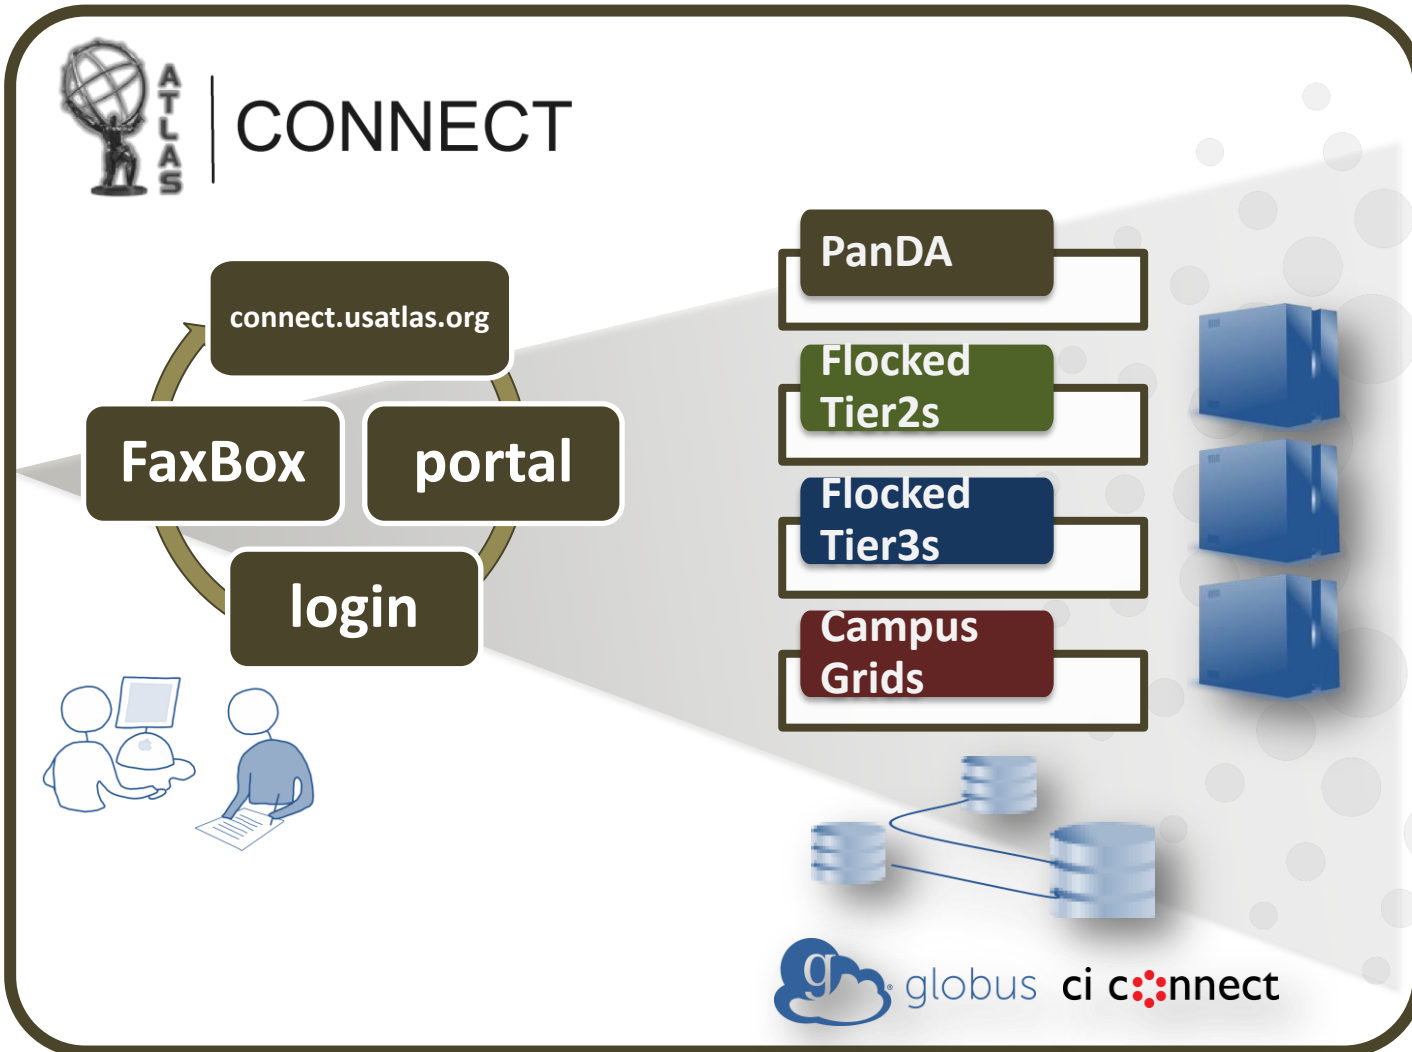 ATLAS
CONNECT
connect.usatlas.org
FaxBox
portal
login
PanDA
Flocked
Tier2s
Flocked
Tier3s
Campus
Grids
g
globus
ci connect